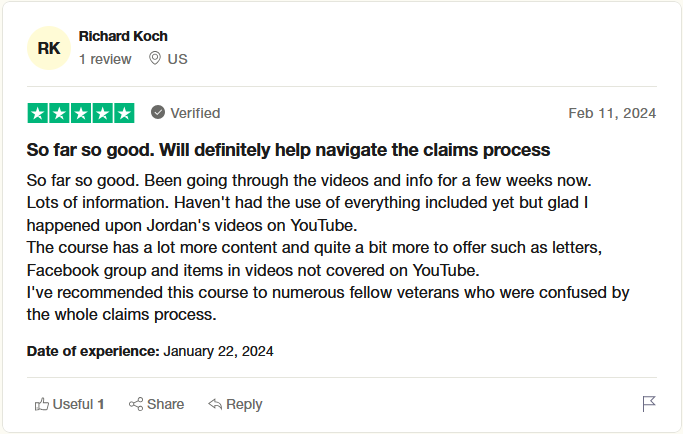 RK
Richard Koch
1 review US
Verified Feb 11, 2024
So far so good. Will definitely help navigate the claims process
So far so good. Been going through the videos and info for a few weeks now.
Lots of information. Haven't had the use of everything included yet but glad I
happened upon Jordan's videos on YouTube.
The course has a lot more content and quite a bit more to offer such as letters,
Facebook group and items in videos not covered on YouTube.
I've recommended this course to numerous fellow veterans who were confused by
the whole claims process.
Date of experience: January 22, 2024
Useful 1 Share Reply